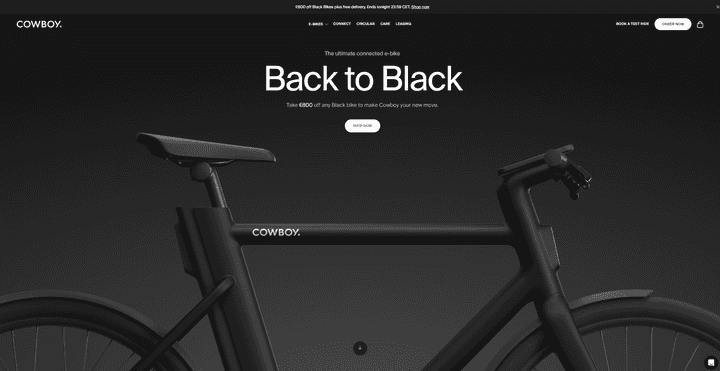 €800 off Black Bikes plus free delivery. Ends tonight 23:59 CET. Shop now
COWBOY.
E-BIKES CONNECT CIRCULAR CARE LEASING
BOOK A TEST RIDE
ORDER NOW
The ultimate connected e-bike
Back to Black
Take €800 off any Black bike to make Cowboy your new move.
SHOP NOW
COWBOY.